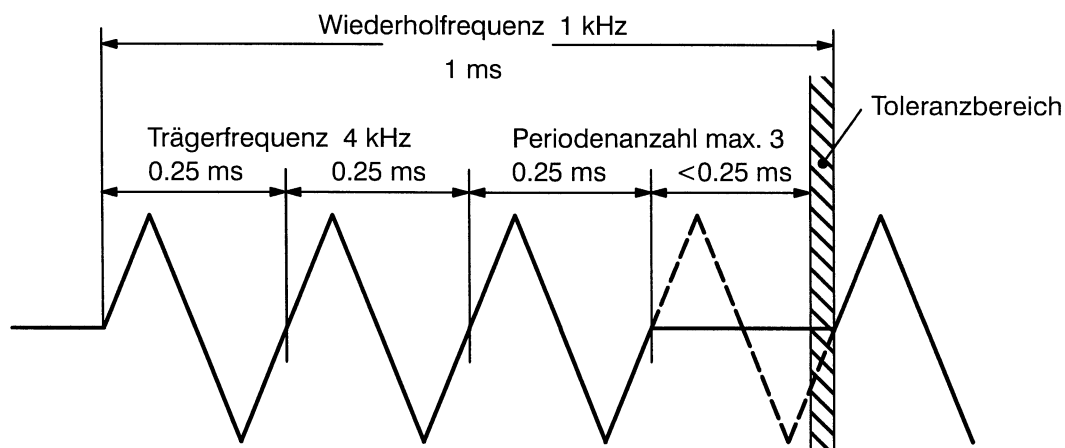 Wiederholfrequenz 1 kHz
1 ms
Toleranzbereich
Trägerfrequenz 4 kHz
Periodenanzahl max. 3
0.25 ms
0.25 ms
0.25 ms
<0.25 ms